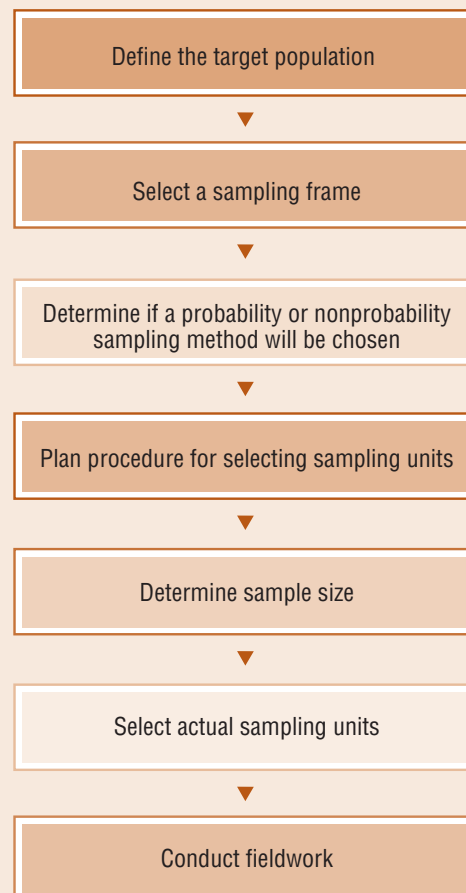 Define the target population
Select a sampling frame
Determine if a probability or nonprobability
sampling method will be chosen
Plan procedure for selecting sampling units
Determine sample size
Select actual sampling units
Conduct fieldwork